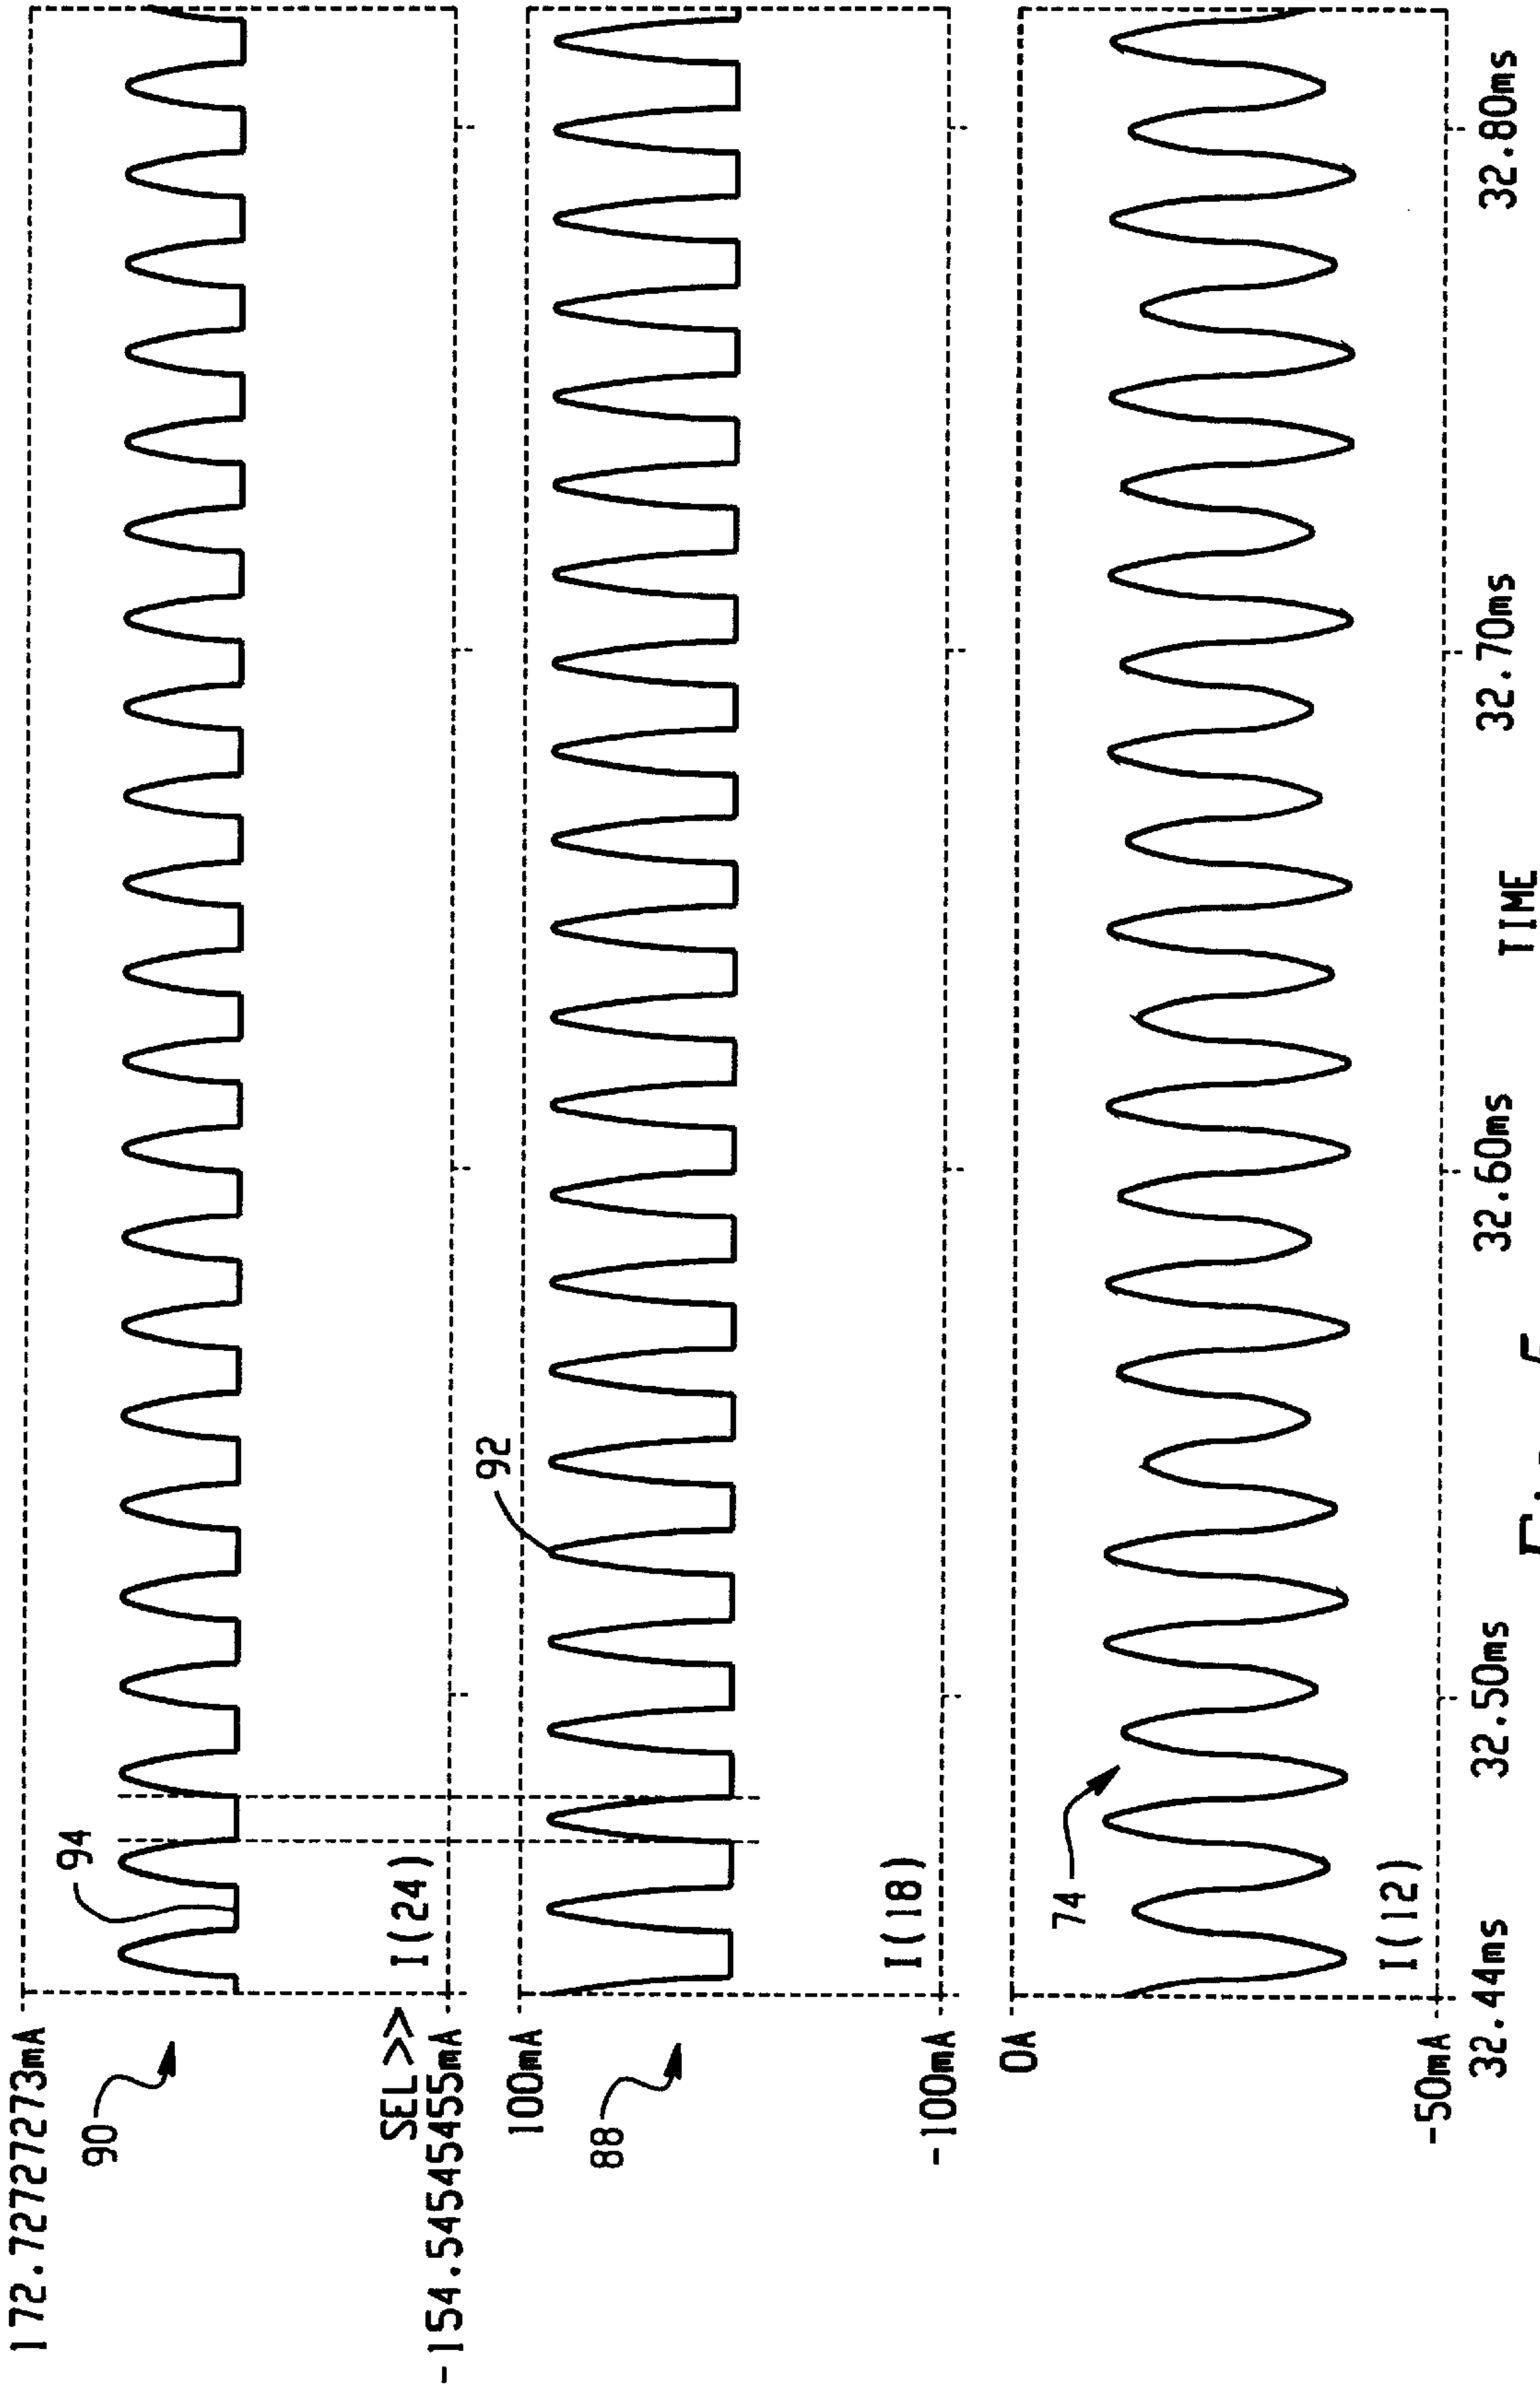 172.7272727273mA
90
94
SEL>>
I(24)
-154.5454545455mA
100mA
92
88
I(18)
-100mA
0A
74
I(12)
-50mA
32.44ms 32.50ms 32.60ms 32.70ms 32.80ms
TIME